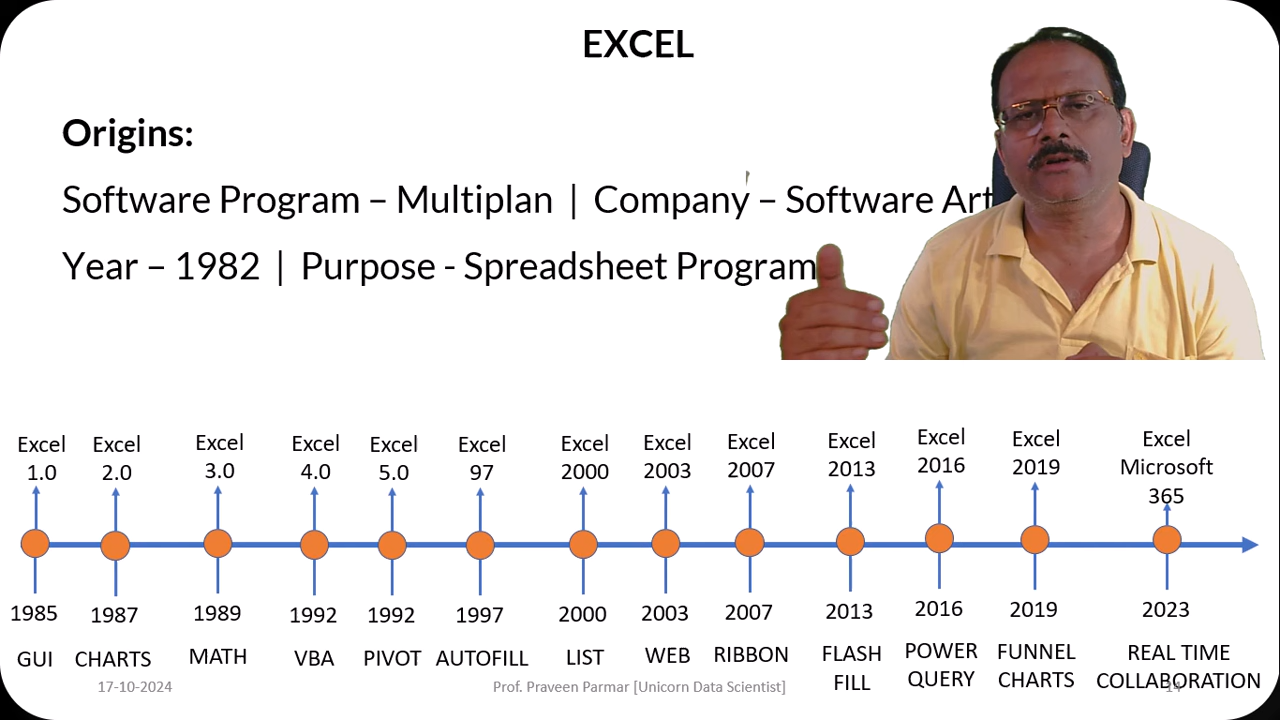 EXCEL
Origins:
Software Program – Multiplan | Company – Software Art
Year – 1982 | Purpose - Spreadsheet Program
Excel Excel Excel Excel Excel Excel Excel Excel Excel Excel Excel Excel Excel
1.0 2.0 3.0 4.0 5.0 97 2000 2003 2007 2013 2016 2019 Microsoft
365
1985 1987 1989 1992 1992 1997 2000 2003 2007 2013 2016 2019 2023
GUI CHARTS MATH VBA PIVOT AUTOFILL LIST WEB RIBBON FLASH POWER FUNNEL REAL TIME
FILL QUERY CHARTS COLLABORATION
17-10-2024 Prof. Praveen Parmar [Unicorn Data Scientist] 14